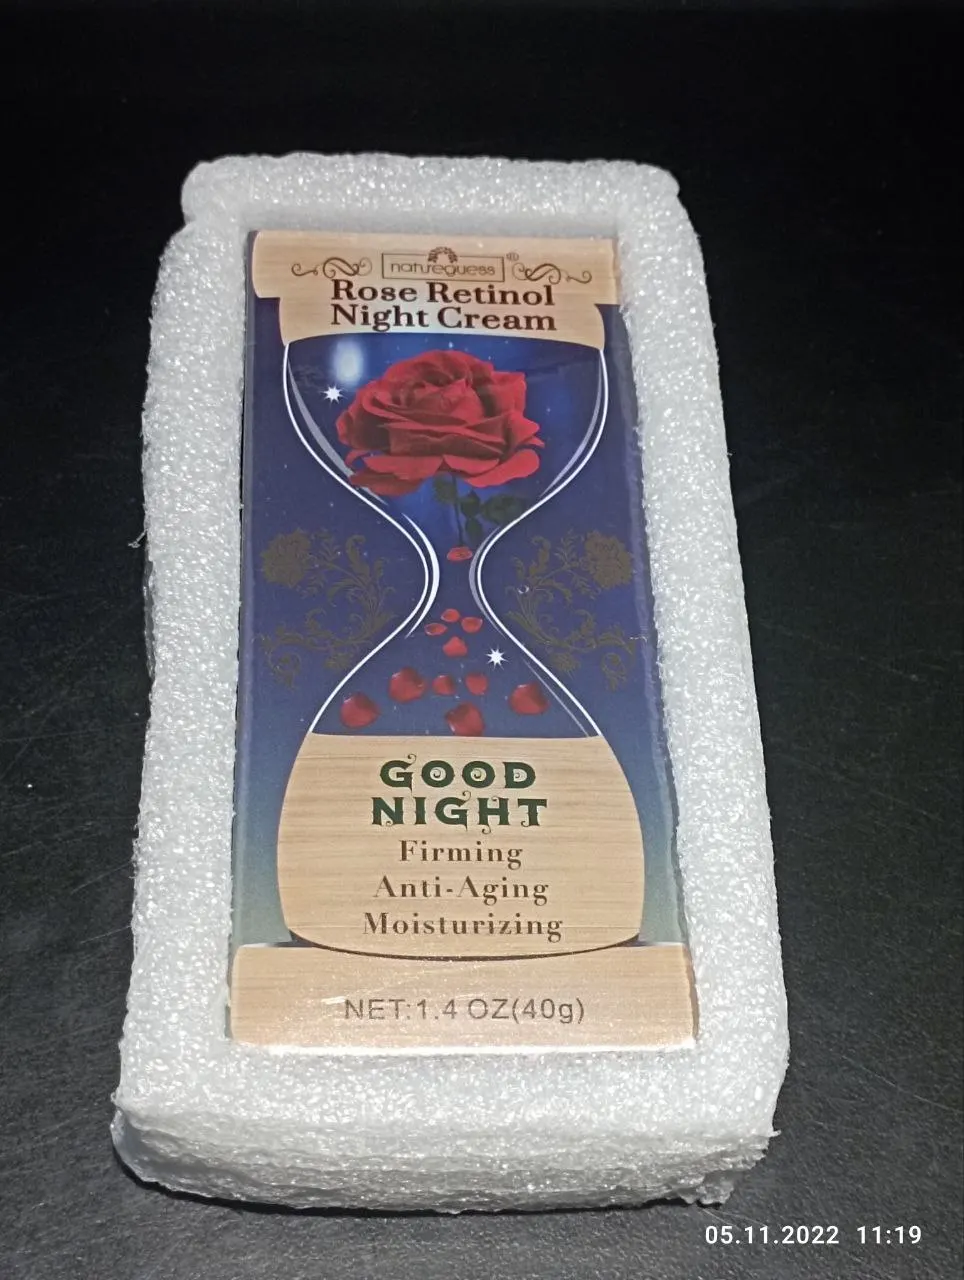 natureguess®
Rose Retinol
Night Cream
GOOD
NIGHT
Firming
Anti-Aging
Moisturizing
NET:1.4 OZ(40g)
05.11.2022 11:19